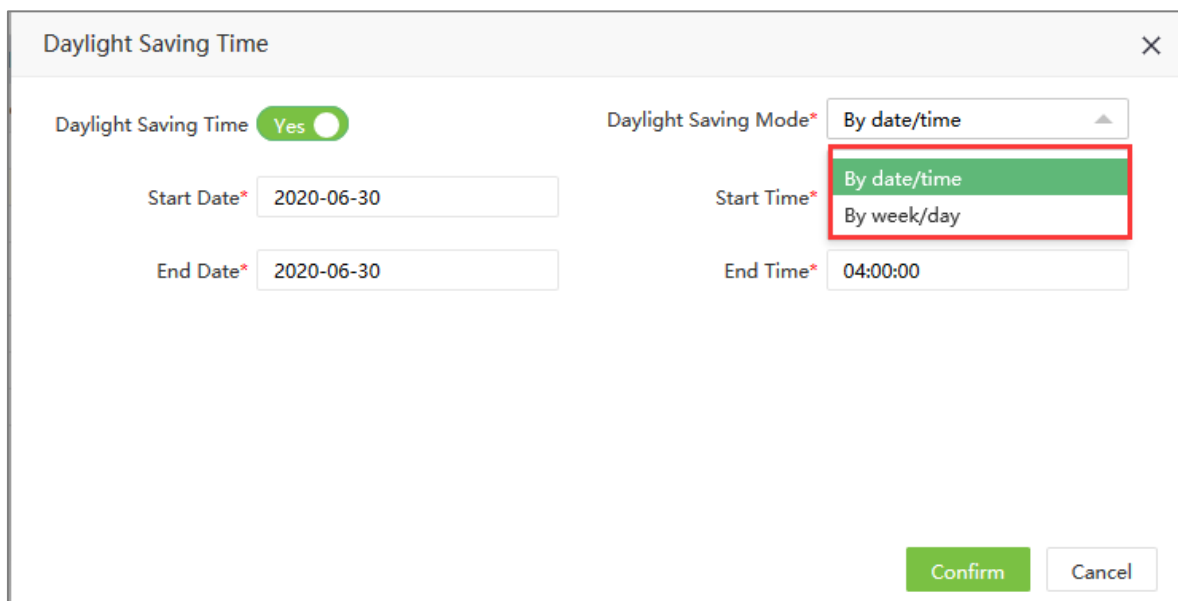 Daylight Saving Time
Daylight Saving Time Yes Daylight Saving Mode* By date/time
By date/time
Start Date* 2020-06-30 Start Time*
By week/day
End Date* 2020-06-30 End Time* 04:00:00
Confirm Cancel